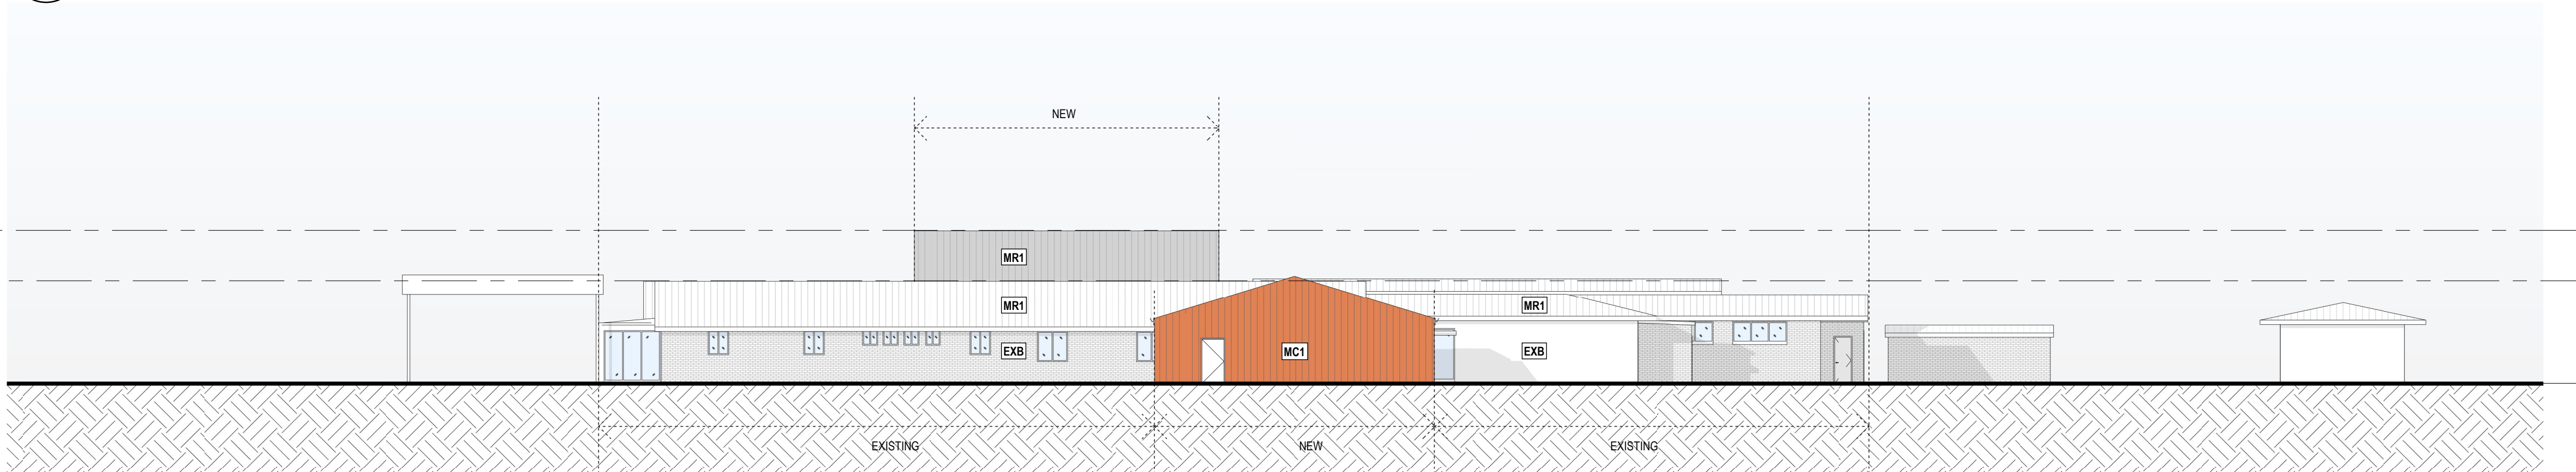 NEW
MR1
MR1
MR1
EXB
MC1
EXB
EXISTING
NEW
EXISTING